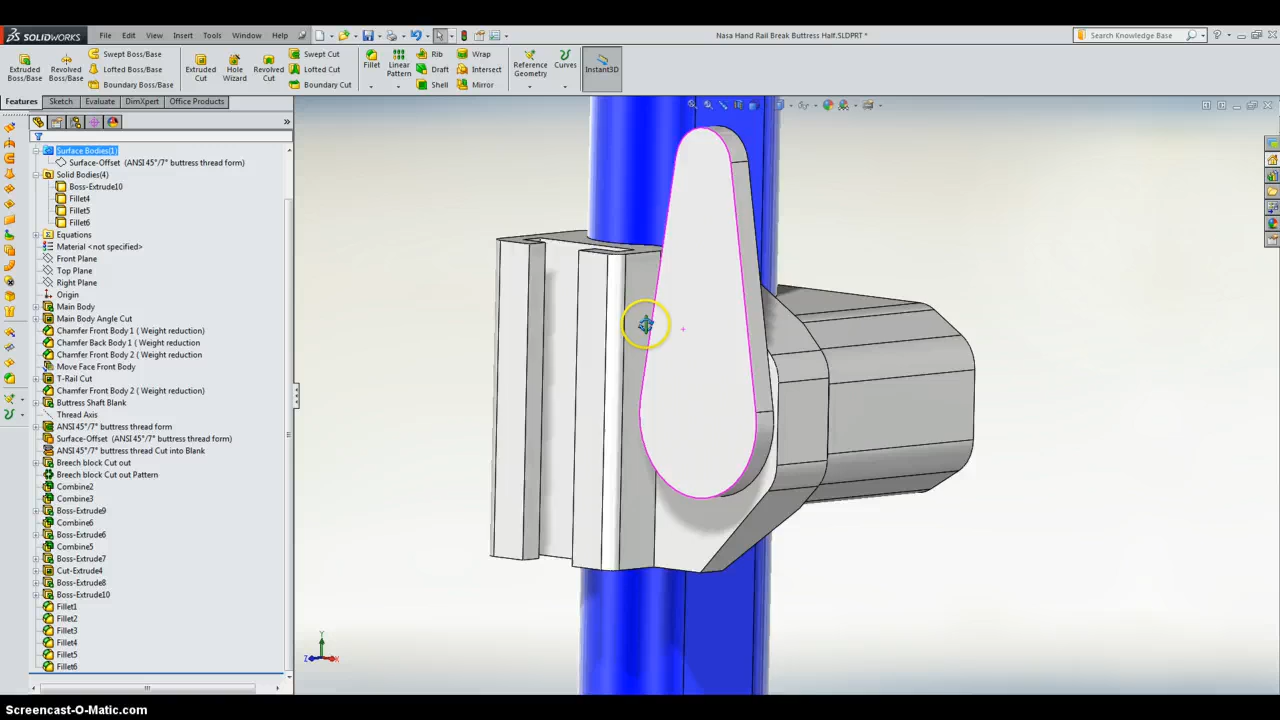 SOLIDWORKS File Edit View Insert Tools Window Help Nasa Hand Rail Break Buttress Half.SLDPRT * Search Knowledge Base
Extruded Boss/Base
Revolved Boss/Base
Swept Boss/Base
Lofted Boss/Base
Boundary Boss/Base
Extruded Cut
Hole Wizard
Revolved Cut
Swept Cut
Lofted Cut
Boundary Cut
Fillet
Linear Pattern
Rib
Draft
Shell
Wrap
Intersect
Mirror
Reference Geometry
Curves
Instant3D
Features Sketch Evaluate DimXpert Office Products
Surface Bodies(1)
Surface-Offset (ANSI 45°/7° buttress thread form)
Solid Bodies(4)
Boss-Extrude10
Fillet4
Fillet5
Fillet6
Equations
Material <not specified>
Front Plane
Top Plane
Right Plane
Origin
Main Body
Main Body Angle Cut
Chamfer Front Body 1 ( Weight reduction)
Chamfer Back Body 1 ( Weight reduction
Chamfer Front Body 2 ( Weight reduction)
Move Face Front Body
T-Rail Cut
Chamfer Front Body 2 ( Weight reduction)
Buttress Shaft Blank
Thread Axis
ANSI 45°/7° buttress thread form
Surface-Offset (ANSI 45°/7° buttress thread form)
ANSI 45°/7° buttress thread Cut into Blank
Breech block Cut out
Breech block Cut out Pattern
Combine2
Combine3
Boss-Extrude9
Combine6
Boss-Extrude6
Combine5
Boss-Extrude7
Cut-Extrude4
Boss-Extrude8
Boss-Extrude10
Fillet1
Fillet2
Fillet3
Fillet4
Fillet5
Fillet6
Y
Z X
Screencast-O-Matic.com